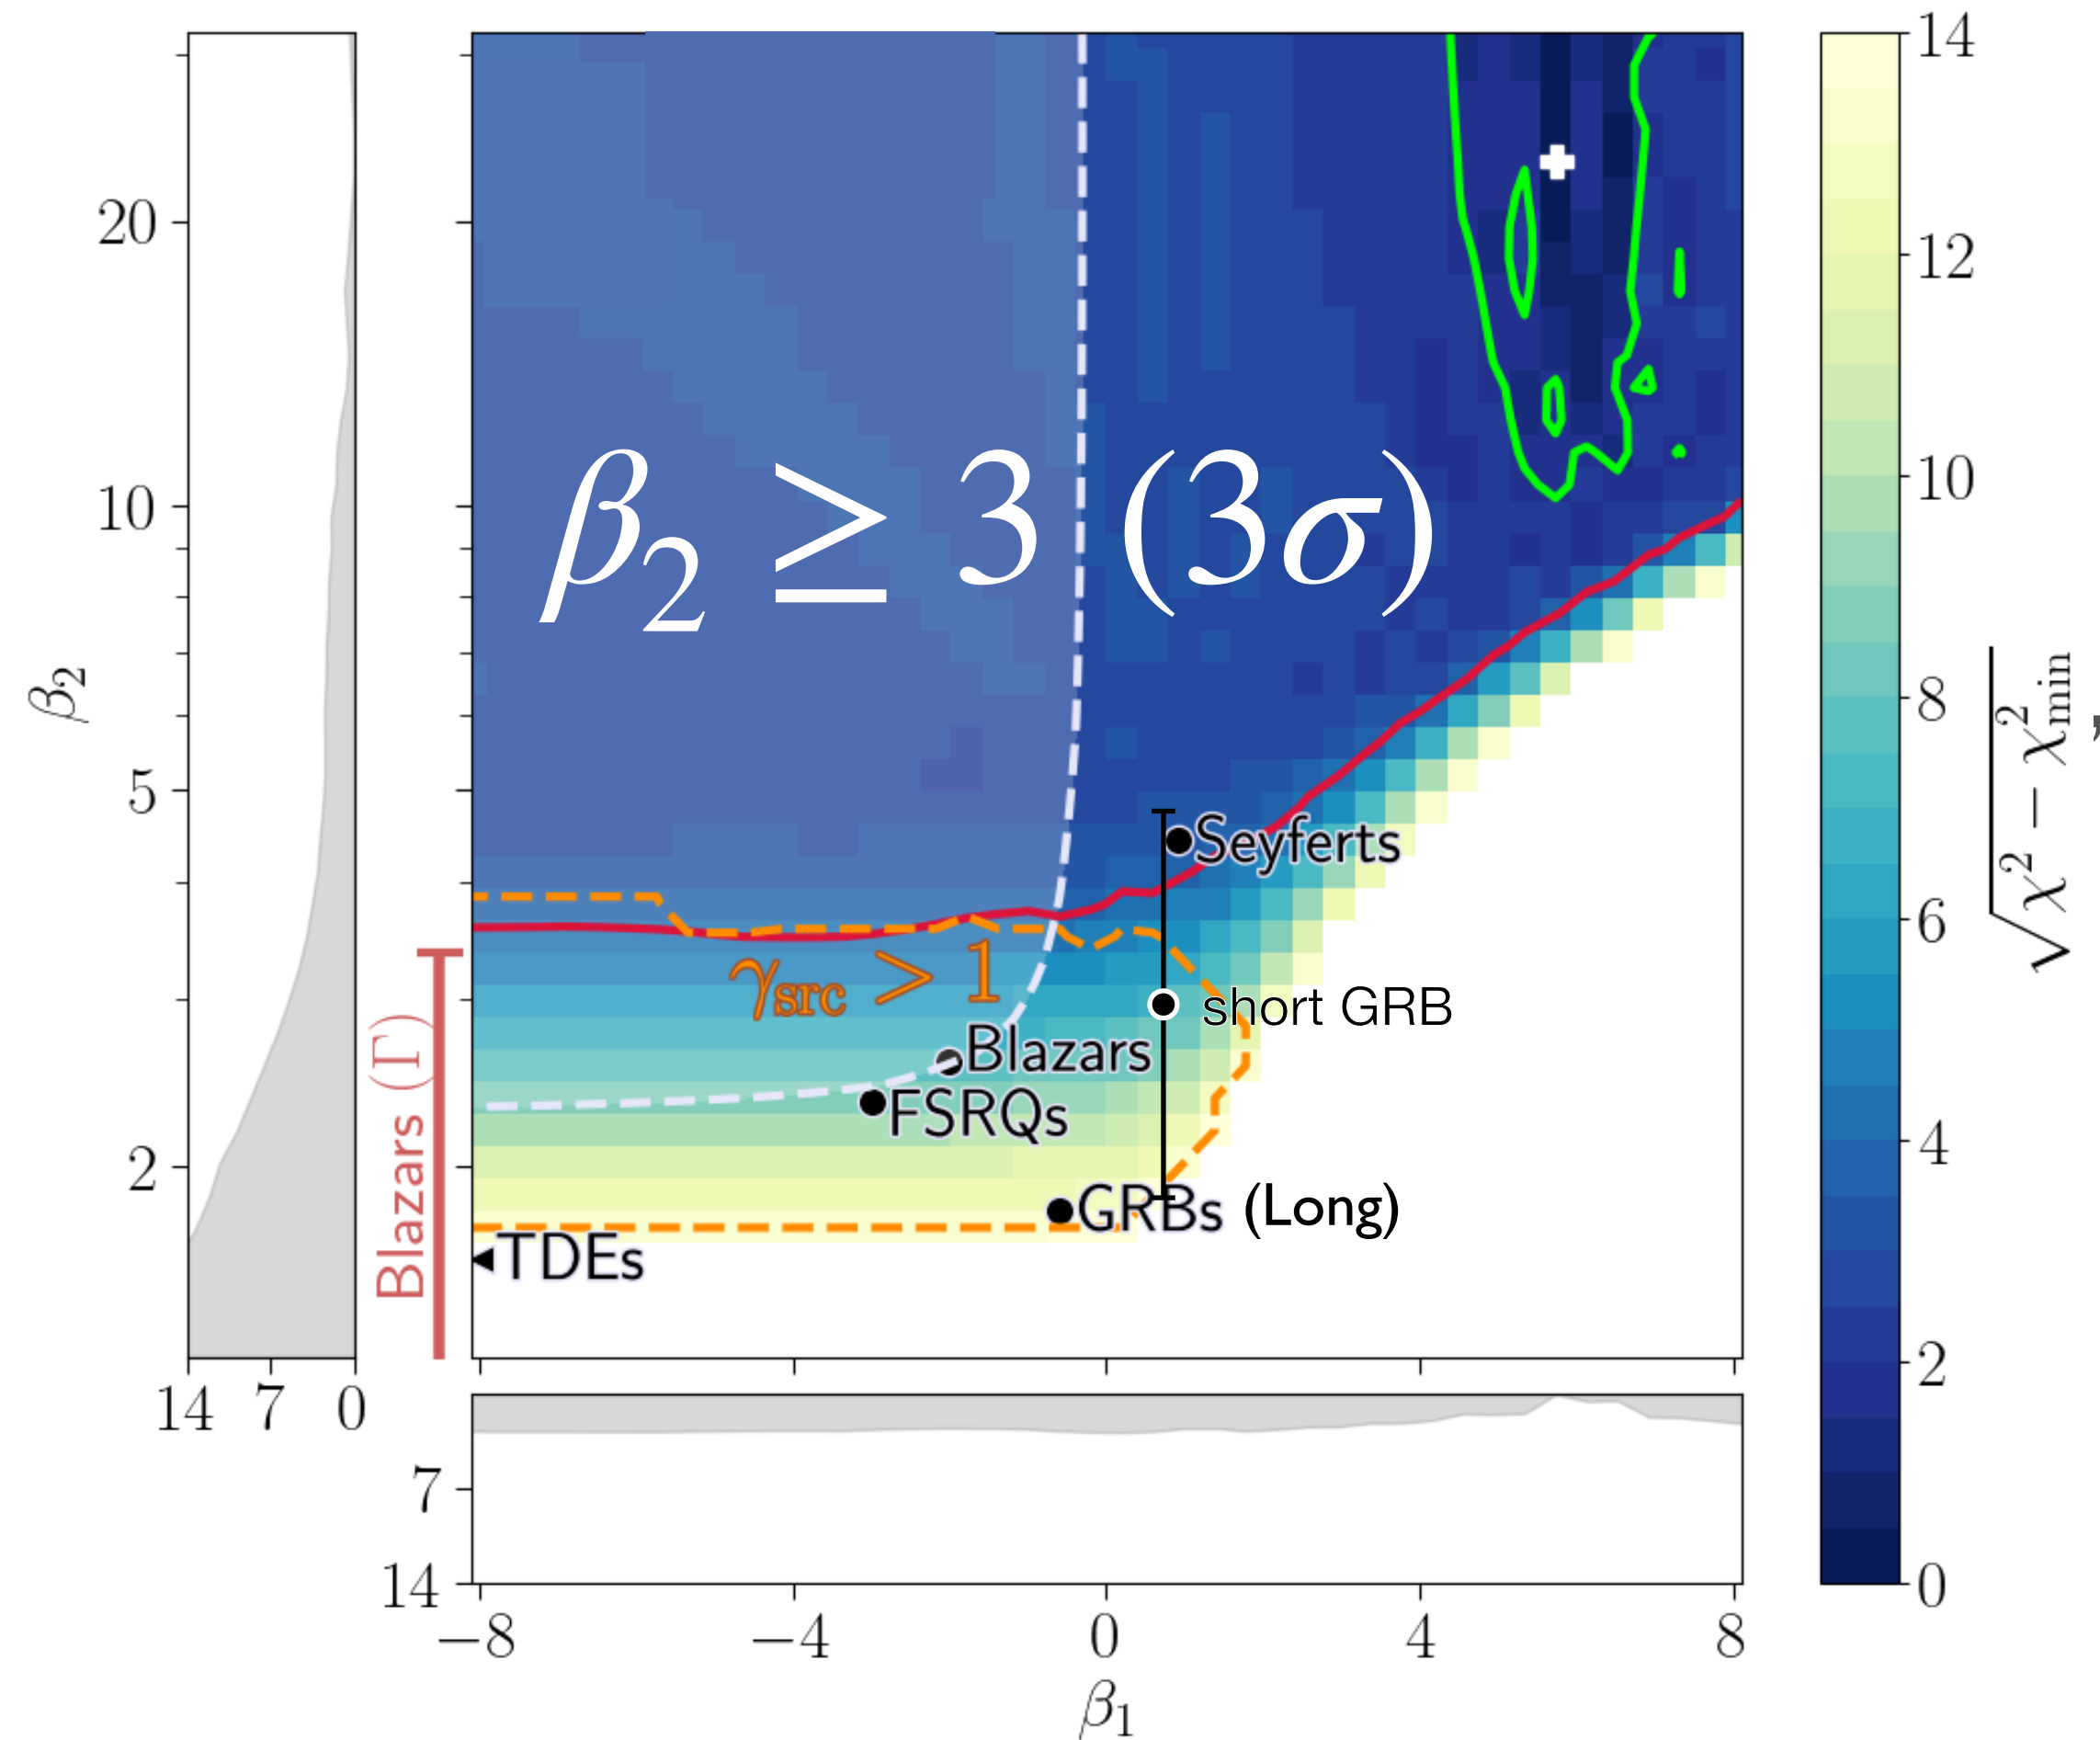 14
20
12
β₂ ≥ 3 (3σ)
10
10
β₂
8
√χ² − χ²min
5
Seyferts
6
γsrc > 1
short GRB
Blazars (Γ)
Blazars
FSRQs
2
4
GRBs (Long)
TDEs
2
14 7 0
7
14
0
−8 −4 0 4 8
β₁